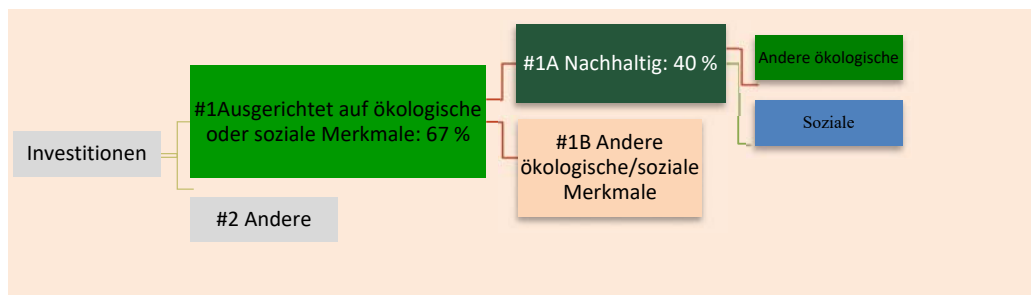 Investitionen
#1Ausgerichtet auf ökologische
oder soziale Merkmale: 67 %
#2 Andere
#1A Nachhaltig: 40 %
#1B Andere
ökologische/soziale
Merkmale
Andere ökologische
Soziale